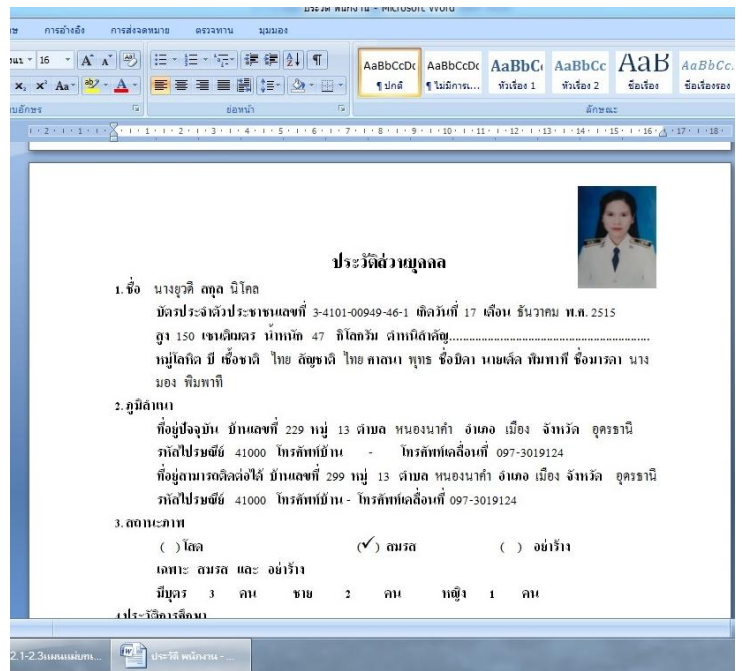 ประวัติ พนักงาน - Microsoft Word
การอ้างอิง การส่งจดหมาย ตรวจทาน มุมมอง
16
AaBbCcDc AaBbCcDc AaBbC AaBbCc AaB AaBbCc.
¶ ปกติ ¶ ไม่มีการเ... หัวเรื่อง 1 หัวเรื่อง 2 ชื่อเรื่อง ชื่อเรื่องรอง
ย่อหน้า ลักษณะ
ประวัติส่วนบุคคล
1. ชื่อ นางยุวดี สกุล นิโคล
บัตรประจำตัวประชาชนเลขที่ 3-4101-00949-46-1 เกิดวันที่ 17 เดือน ธันวาคม พ.ศ. 2515
สูง 150 เซนติเมตร น้ำหนัก 47 กิโลกรัม ตำหนิสำคัญ........................................................
หมู่โลหิต บี เชื้อชาติ ไทย สัญชาติ ไทย ศาสนา พุทธ ชื่อบิดา นายเด็ด พิมพาที ชื่อมารดา นาง
มอง พิมพาที
2. ภูมิลำเนา
ที่อยู่ปัจจุบัน บ้านเลขที่ 229 หมู่ 13 ตำบล หนองนาคำ อำเภอ เมือง จังหวัด อุดรธานี
รหัสไปรษณีย์ 41000 โทรศัพท์บ้าน - โทรศัพท์เคลื่อนที่ 097-3019124
ที่อยู่สามารถติดต่อได้ บ้านเลขที่ 299 หมู่ 13 ตำบล หนองนาคำ อำเภอ เมือง จังหวัด อุดรธานี
รหัสไปรษณีย์ 41000 โทรศัพท์บ้าน - โทรศัพท์เคลื่อนที่ 097-3019124
3. สถานะภาพ
( ) โสด (✓) สมรส ( ) อย่าร้าง
เฉพาะ สมรส และ อย่าร้าง
มีบุตร 3 คน ชาย 2 คน หญิง 1 คน
4.ประวัติการศึกษา
ประวัติ พนักงาน - ...